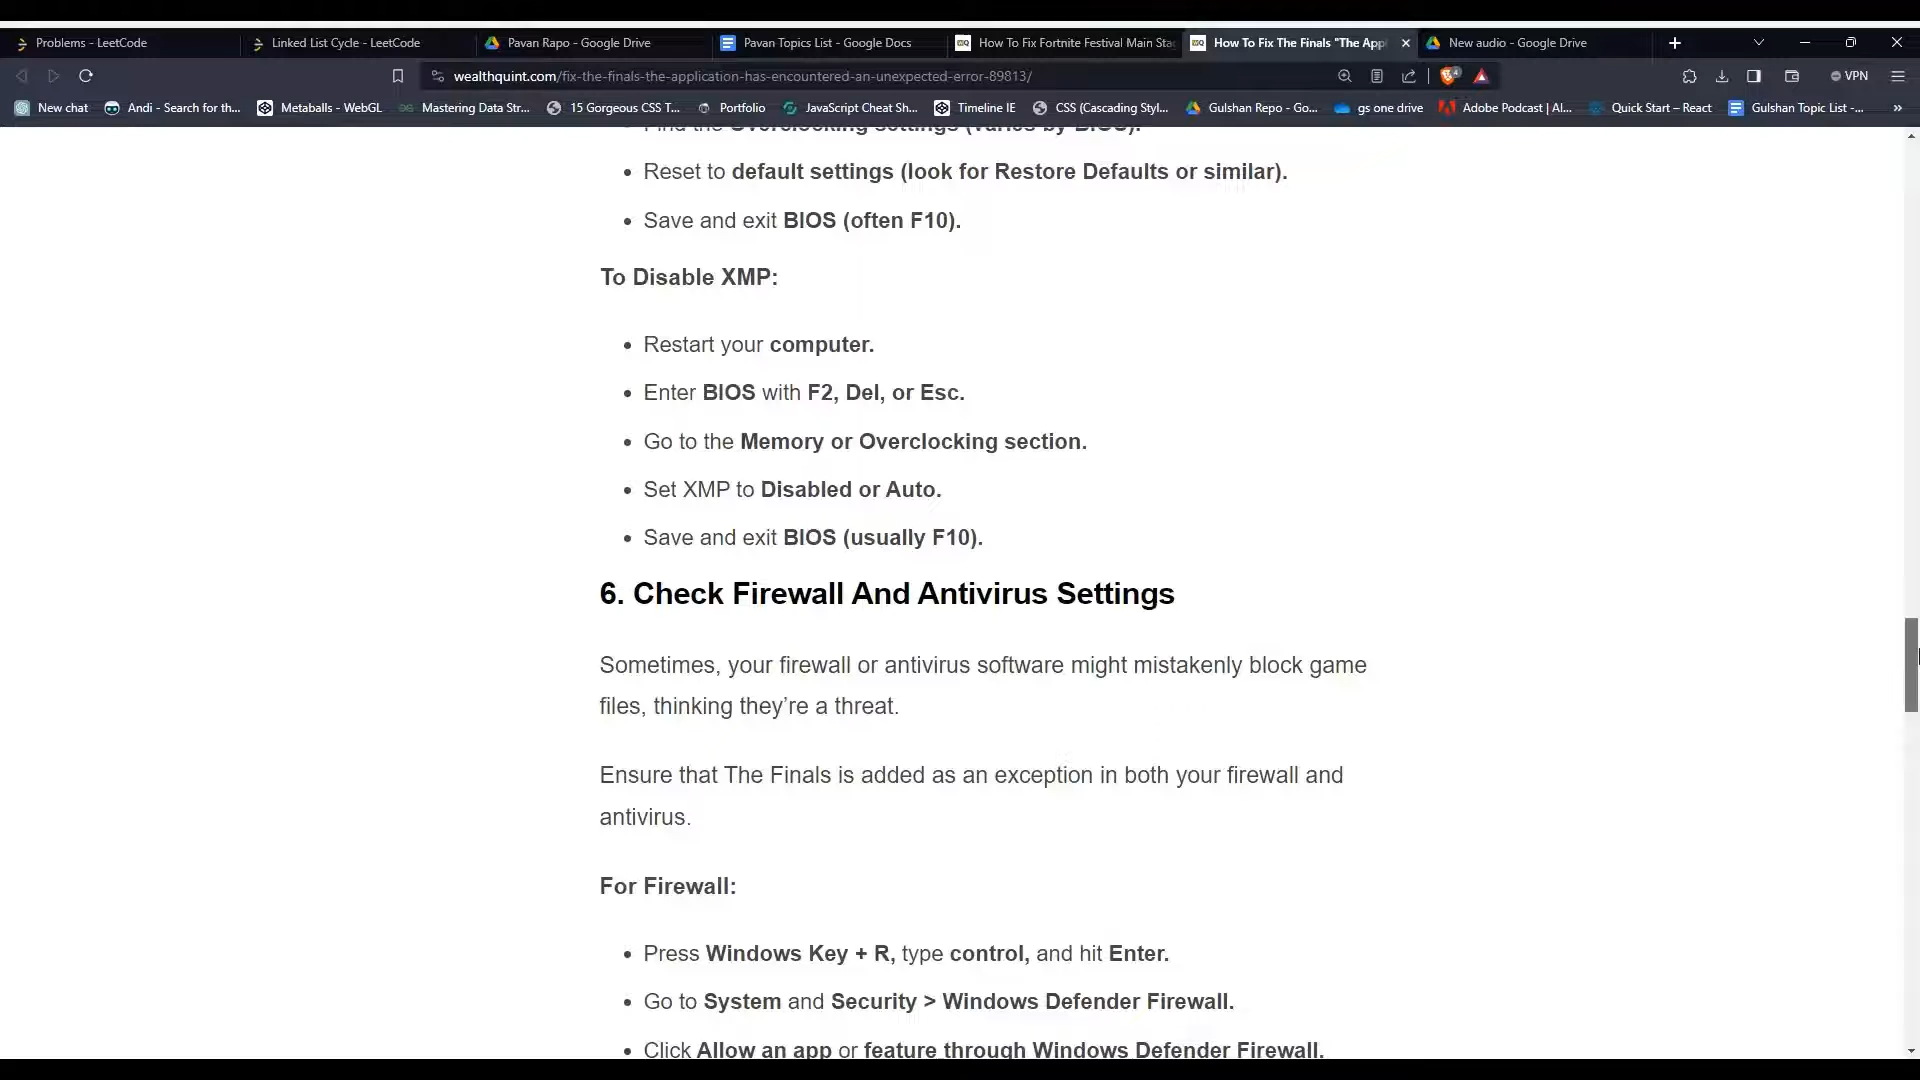 Problems - LeetCode
Linked List Cycle - LeetCode
Pavan Rapo - Google Drive
Pavan Topics List - Google Docs
How To Fix Fortnite Festival Main Sta
How To Fix The Finals "The Appl
New audio - Google Drive
wealthquint.com/fix-the-finals-the-application-has-encountered-an-unexpected-error-89813/
4
VPN
New chat
Andi - Search for th...
Metaballs - WebGL
Mastering Data Str...
15 Gorgeous CSS T...
Portfolio
JavaScript Cheat Sh...
Timeline IE
CSS (Cascading Styl...
Gulshan Repo - Go...
gs one drive
Adobe Podcast | AI...
Quick Start – React
Gulshan Topic List -...
Find the Overclocking settings (varies by BIOS).
Reset to default settings (look for Restore Defaults or similar).
Save and exit BIOS (often F10).
To Disable XMP:
Restart your computer.
Enter BIOS with F2, Del, or Esc.
Go to the Memory or Overclocking section.
Set XMP to Disabled or Auto.
Save and exit BIOS (usually F10).
6. Check Firewall And Antivirus Settings
Sometimes, your firewall or antivirus software might mistakenly block game
files, thinking they’re a threat.
Ensure that The Finals is added as an exception in both your firewall and
antivirus.
For Firewall:
Press Windows Key + R, type control, and hit Enter.
Go to System and Security > Windows Defender Firewall.
Click Allow an app or feature through Windows Defender Firewall.